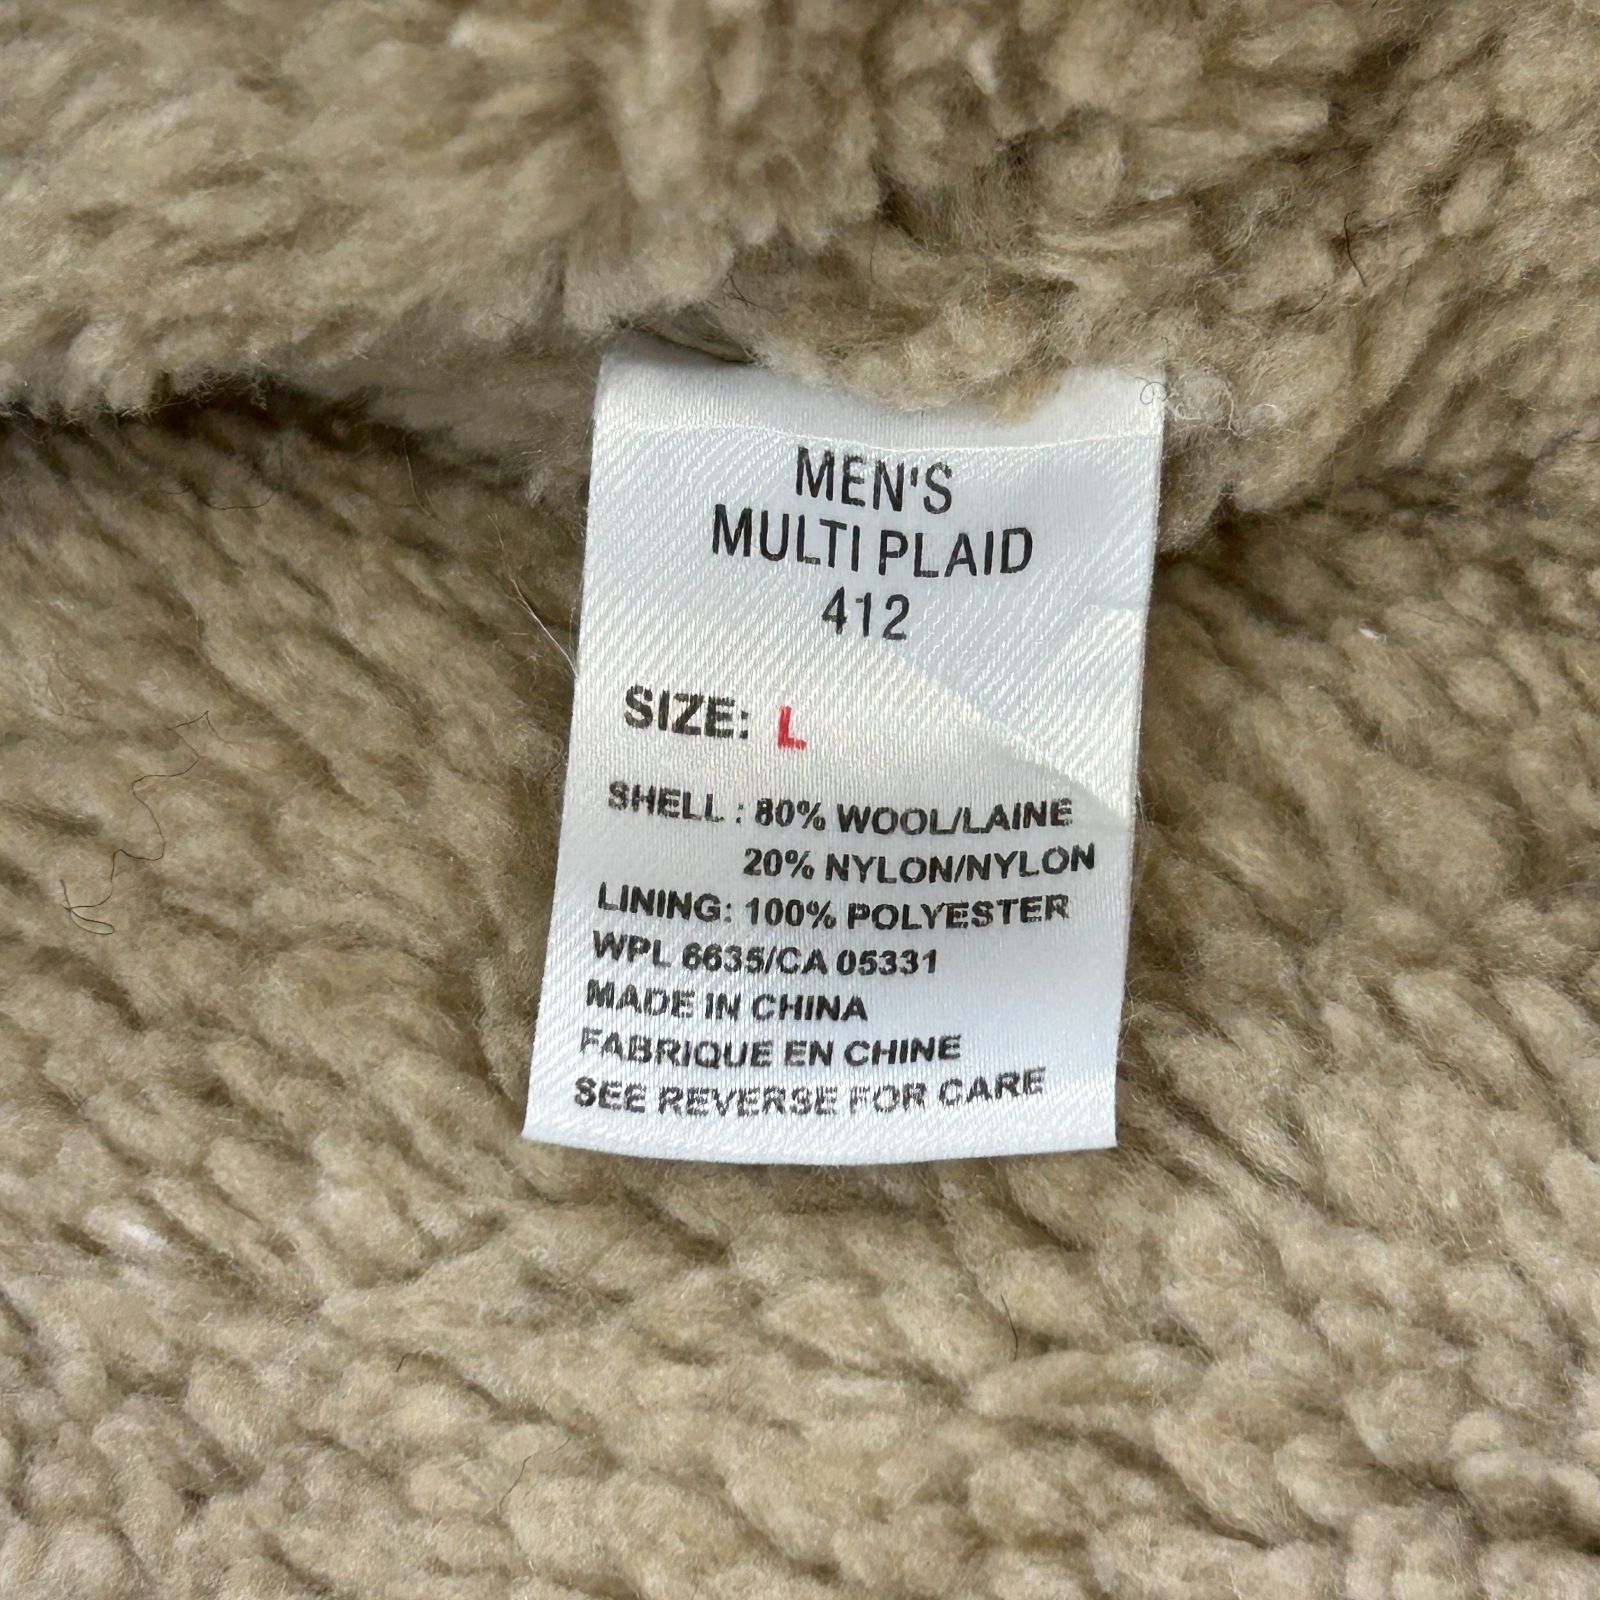 MEN'S
MULTI PLAID
412
SIZE: L
SHELL : 80% WOOL/LAINE
20% NYLON/NYLON
LINING: 100% POLYESTER
WPL 6635/CA 05331
MADE IN CHINA
FABRIQUE EN CHINE
SEE REVERSE FOR CARE